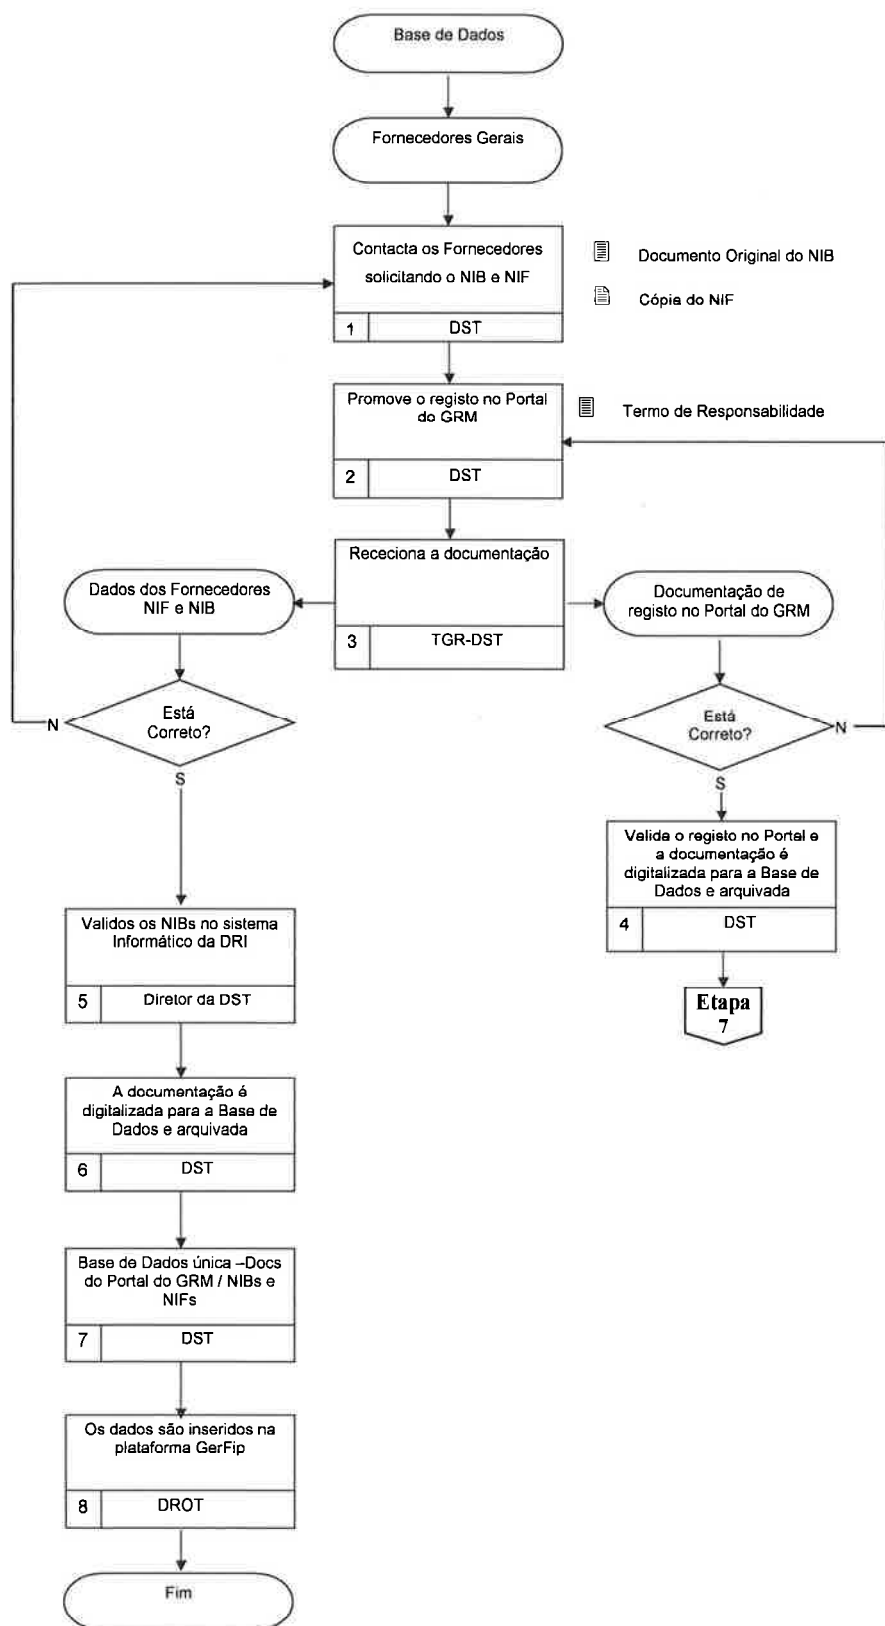 Base de Dados
Fornecedores Gerais
Contacta os Fornecedores
solicitando o NIB e NIF
1 DST
Documento Original do NIB
Cópia do NIF
Promove o registo no Portal
do GRM
2 DST
Termo de Responsabilidade
Receciona a documentação
3 TGR-DST
Dados dos Fornecedores
NIF e NIB
Documentação de
registo no Portal do GRM
Está
Correto?
N
S
Está
Correto?
N
S
Valida o registo no Portal e
a documentação é
digitalizada para a Base de
Dados e arquivada
4 DST
Etapa
7
Validos os NIBs no sistema
Informático da DRI
5 Diretor da DST
A documentação é
digitalizada para a Base de
Dados e arquivada
6 DST
Base de Dados única –Docs
do Portal do GRM / NIBs e
NIFs
7 DST
Os dados são inseridos na
plataforma GerFip
8 DROT
Fim